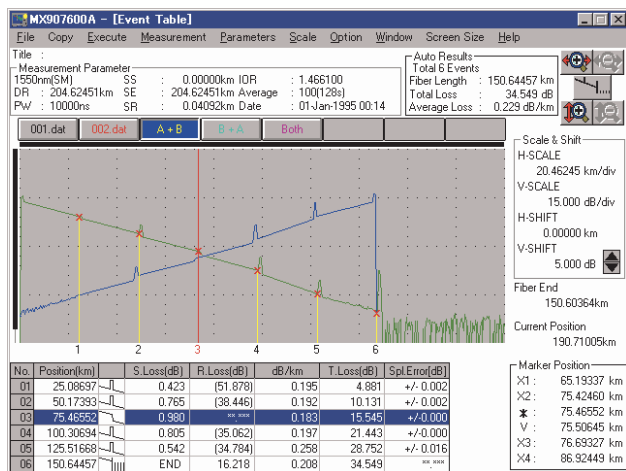 MX907600A - [Event Table]
File Copy Execute Measurement Parameters Scale Option Window Screen Size Help
Title :
Measurement Parameter
1550nm(SM) SS : 0.00000km IOR : 1.466100
DR : 204.62451km SE : 204.62451km Average : 100(128s)
PW : 10000ns SR : 0.04092km Date : 01-Jan-1995 00:14
Auto Results
Total 6 Events
Fiber Length : 150.64457 km
Total Loss : 34.549 dB
Average Loss : 0.229 dB/km
001.dat 002.dat A + B B + A Both
Scale & Shift
H-SCALE
20.46245 km/div
V-SCALE
15.000 dB/div
H-SHIFT
0.00000 km
V-SHIFT
5.000 dB
Fiber End
150.60364km
Current Position
190.71005km
1 2 3 4 5 6
No. Position(km) S.Loss(dB) R.Loss(dB) dB/km T.Loss(dB) Spl.Error(dB)
01 25.08697 0.423 (51.878) 0.195 4.881 +/- 0.002
02 50.17393 0.765 (38.446) 0.192 10.131 +/- 0.002
03 75.46552 0.980 **.*** 0.183 15.545 +/-0.000
04 100.30694 0.805 (35.062) 0.197 21.443 +/-0.000
05 125.51668 0.542 (34.784) 0.258 28.752 +/- 0.016
06 150.64457 END 16.218 0.208 34.549 **.***
Marker Position
X1 : 65.19337 km
X2 : 75.42460 km
* : 75.46552 km
V : 75.50645 km
X3 : 76.69327 km
X4 : 86.92449 km